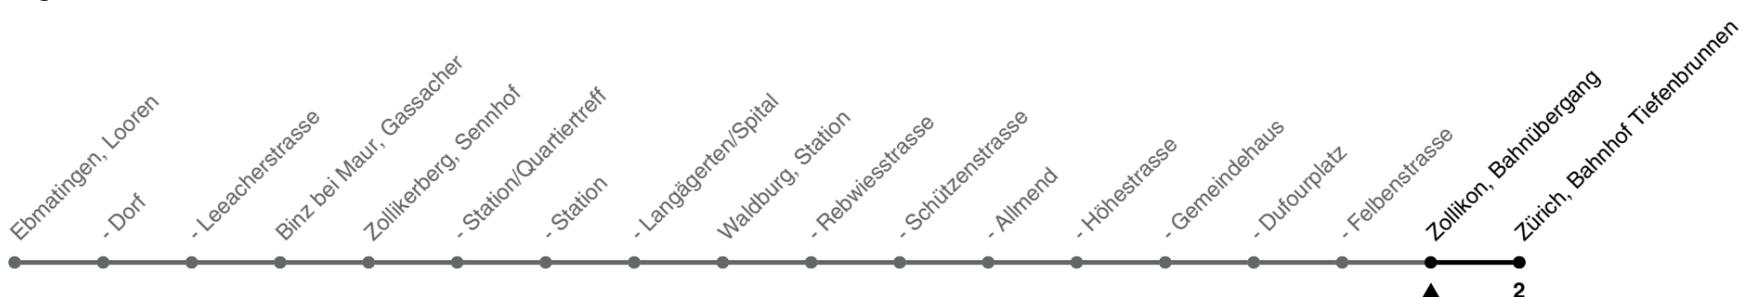 Ebmatingen, Looren
- Dorf
- Leeacherstrasse
Binz bei Maur, Gassacher
Zollikerberg, Sennhof
- Station/Quartiertreff
- Station
- Langägerten/Spital
Waldburg, Station
- Rebwiesstrasse
- Schützenstrasse
- Allmend
- Höhestrasse
- Gemeindehaus
- Dufourplatz
- Felbenstrasse
Zollikon, Bahnübergang
Zürich, Bahnhof Tiefenbrunnen
2